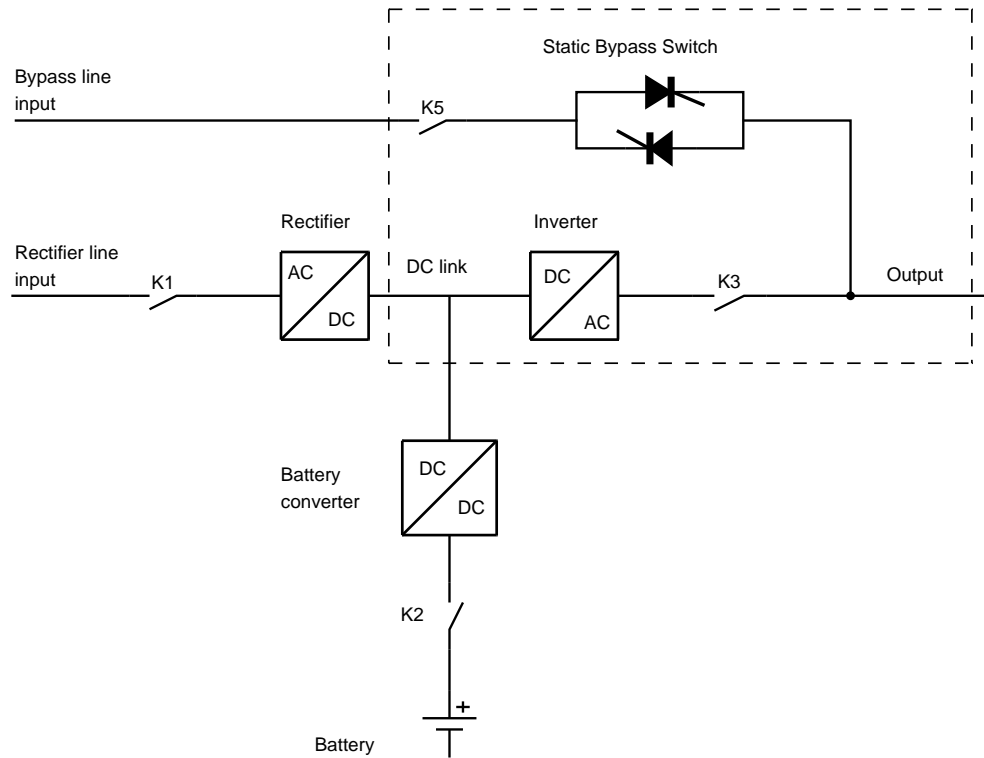 Static Bypass Switch
Bypass line
input
K5
Rectifier
Inverter
Rectifier line
input
K1
AC
DC
DC link
DC
AC
K3
Output
Battery
converter
DC
DC
K2
+
Battery